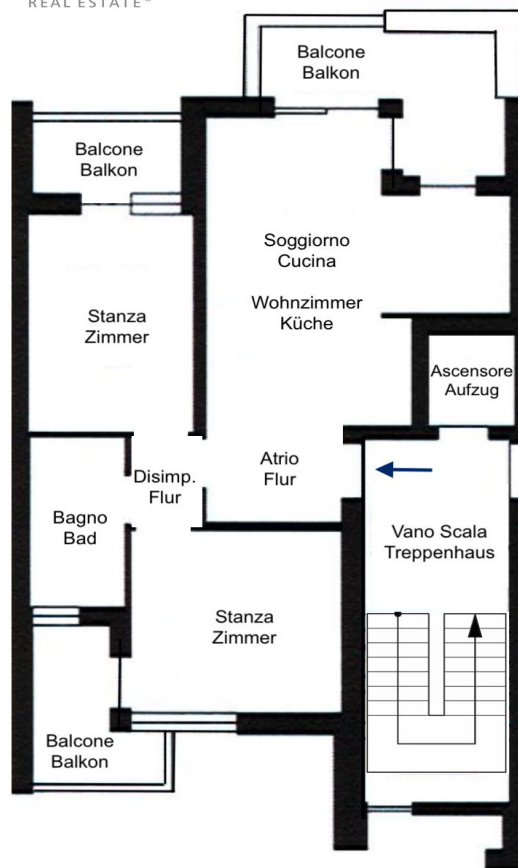 REAL ESTATE
Balcone
Balkon
Balcone
Balkon
Soggiorno
Cucina
Wohnzimmer
Küche
Stanza
Zimmer
Ascensore
Aufzug
Disimp.
Flur
Atrio
Flur
Bagno
Bad
Vano Scala
Treppenhaus
Stanza
Zimmer
Balcone
Balkon